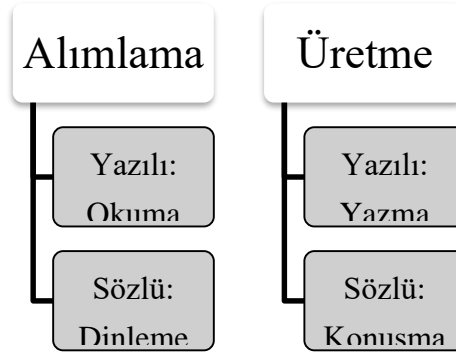 Alımlama
Yazılı:
Okuma
Sözlü:
Dinleme
Üretme
Yazılı:
Yazma
Sözlü:
Konuşma